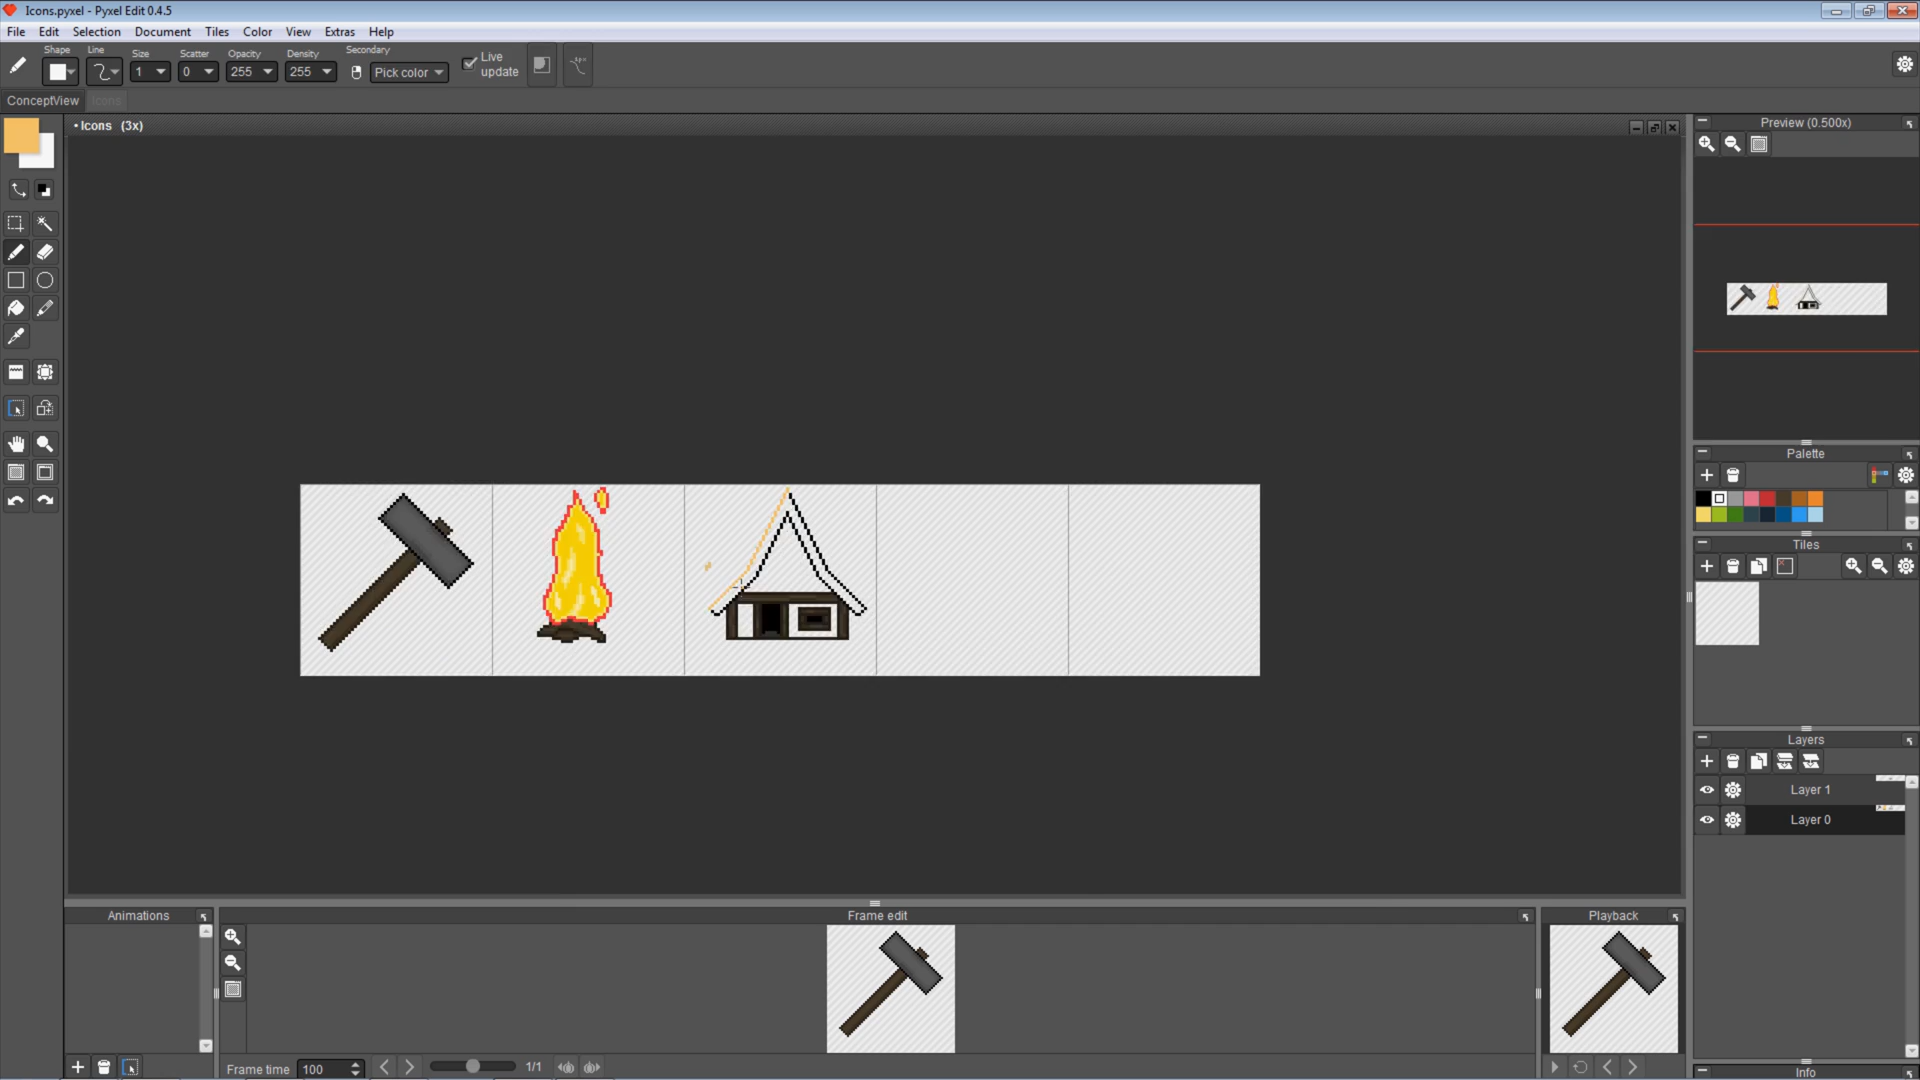 Icons.pyxel - Pyxel Edit 0.4.5
File Edit Selection Document Tiles Color View Extras Help
Shape Line Size Scatter Opacity Density Secondary
1 0 255 255 Pick color Live update
ConceptView Icons
• Icons (3x)
Preview (0.500x)
Palette
Tiles
Layers
Layer 1
Layer 0
Animations Frame edit Playback
Frame time 100 1/1
Info